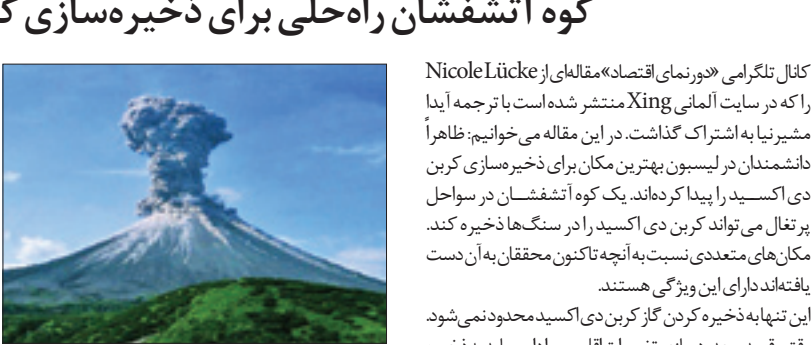 کوه آتشفشان راه‌حلی برای ذخیره‌سازی
کانال تلگرامی «دورنمای اقتصاد» مقاله‌ای از Nicole Lücke
را که در سایت آلمانی Xing منتشر شده است با ترجمه آیدا
مشیرنیا به اشتراک گذاشت. در این مقاله می‌خوانیم: ظاهراً
دانشمندان در لیسبون بهترین مکان برای ذخیره‌سازی کربن
دی اکسید را پیدا کرده‌اند. یک کوه آتشفشان در سواحل
پرتغال می‌تواند کربن دی اکسید را در سنگ‌ها ذخیره کند.
مکان‌های متعددی نسبت به آنچه تاکنون محققان به آن دست
یافته‌اند دارای این ویژگی هستند.
این تنها به ذخیره کردن گاز کربن دی اکسید محدود نمی‌شود.